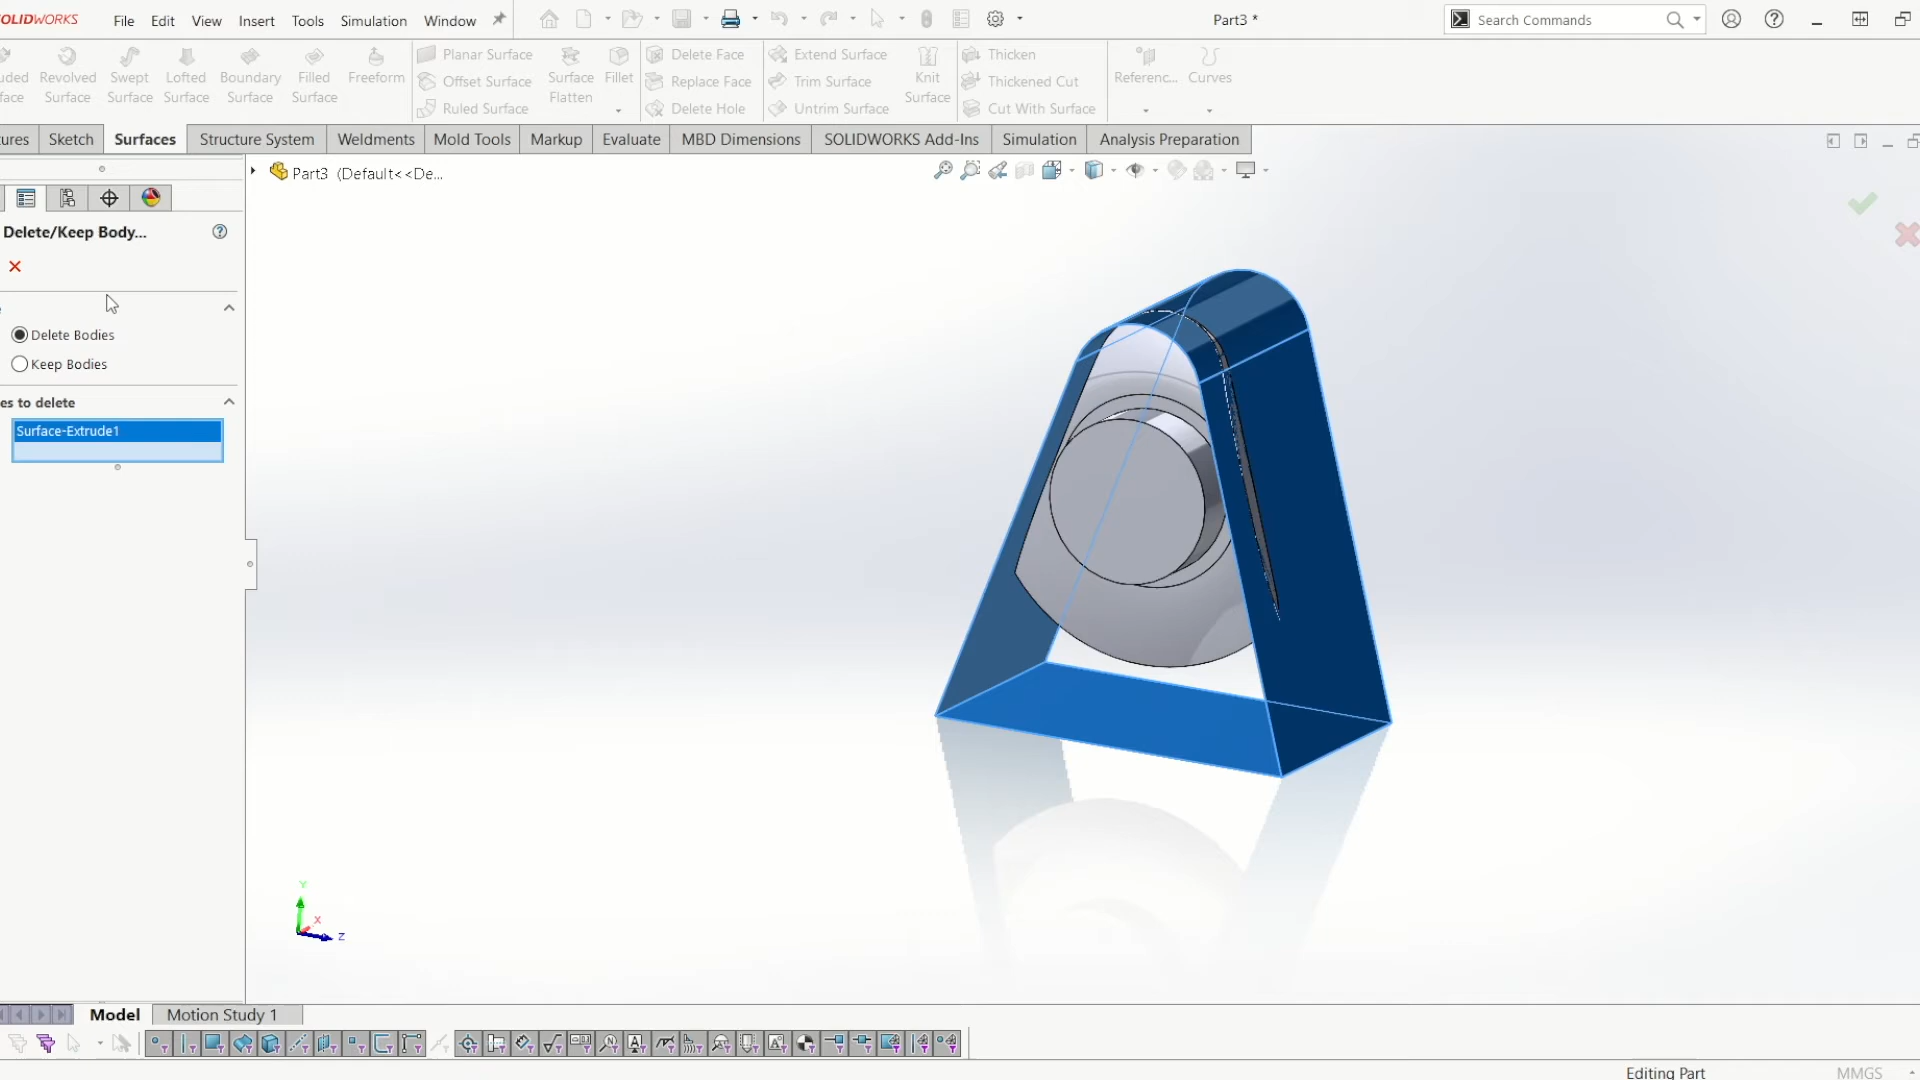 SOLIDWORKS
File Edit View Insert Tools Simulation Window
Part3 *
Search Commands
Revolved Surface
Swept Surface
Lofted Surface
Boundary Surface
Filled Surface
Freeform
Planar Surface
Offset Surface
Ruled Surface
Surface Flatten
Fillet
Delete Face
Replace Face
Delete Hole
Extend Surface
Trim Surface
Untrim Surface
Knit Surface
Thicken
Thickened Cut
Cut With Surface
Referenc...
Curves
ures Sketch Surfaces Structure System Weldments Mold Tools Markup Evaluate MBD Dimensions SOLIDWORKS Add-Ins Simulation Analysis Preparation
Part3 (Default<<De...
Delete/Keep Body...
Delete Bodies
Keep Bodies
es to delete
Surface-Extrude1
Y
X
Z
Model Motion Study 1
Editing Part MMGS